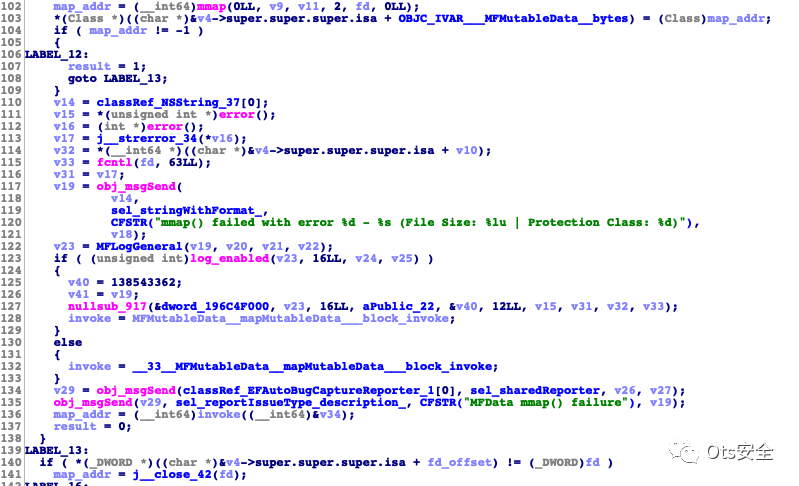 102 map_addr = (__int64)mmap(0LL, v9, v11, 2, fd, 0LL);
103 *(Class *)((char *)&v4->super.super.super.isa + OBJC_IVAR___MFMutableData__bytes) = (Class)map_addr;
104 if ( map_addr != -1 )
105 {
106 LABEL_12:
107 result = 1;
108 goto LABEL_13;
109 }
110 v14 = classRef_NSString_37[0];
111 v15 = *(unsigned int *)error();
112 v16 = (int *)error();
113 v17 = j__strerror_34(*v16);
114 v32 = *(__int64 *)((char *)&v4->super.super.super.isa + v10);
115 v33 = fcntl(fd, 63LL);
116 v31 = v17;
117 v19 = obj_msgSend(
118 v14,
119 sel_stringWithFormat_,
120 CFSTR("mmap() failed with error %d - %s (File Size: %lu | Protection Class: %d)"),
121 v18);
122 v23 = MFLogGeneral(v19, v20, v21, v22);
123 if ( (unsigned int)log_enabled(v23, 16LL, v24, v25) )
124 {
125 v40 = 138543362;
126 v41 = v19;
127 nullsub_917(&dword_196C4F000, v23, 16LL, aPublic_22, &v40, 12LL, v15, v31, v32, v33);
128 invoke = MFMutableData__mapMutableData___block_invoke;
129 }
130 else
131 {
132 invoke = __33__MFMutableData__mapMutableData___block_invoke;
133 }
134 v29 = obj_msgSend(classRef_EFAutoBugCaptureReporter_1[0], sel_sharedReporter, v26, v27);
135 obj_msgSend(v29, sel_reportIssueType_description_, CFSTR("MFData mmap() failure"), v19);
136 map_addr = (__int64)invoke((__int64)&v34);
137 result = 0;
138 }
139 LABEL_13:
140 if ( *(_DWORD *)((char *)&v4->super.super.super.isa + fd_offset) != (_DWORD)fd )
141 map_addr = j__close_42(fd);
Ots安全